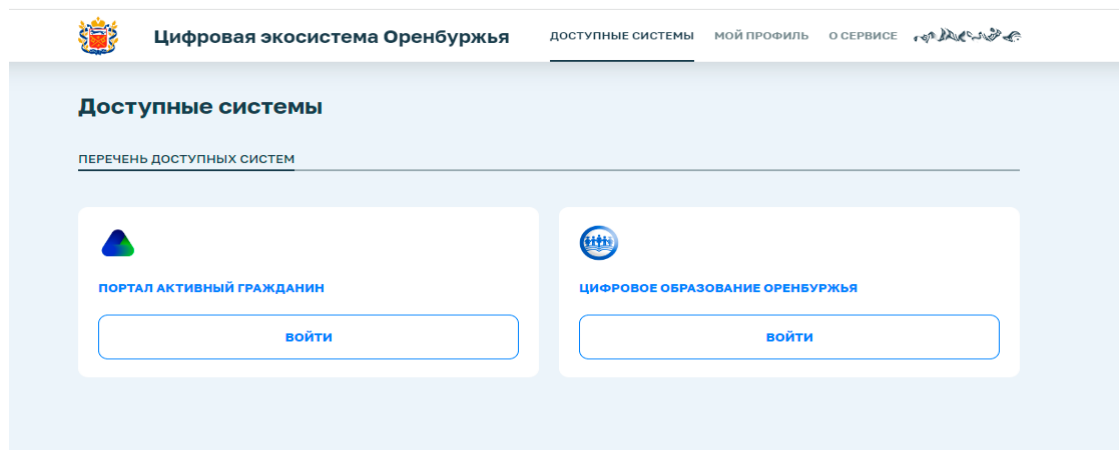 Цифровая экосистема Оренбуржья
ДОСТУПНЫЕ СИСТЕМЫ МОЙ ПРОФИЛЬ О СЕРВИСЕ
Доступные системы
ПЕРЕЧЕНЬ ДОСТУПНЫХ СИСТЕМ
ПОРТАЛ АКТИВНЫЙ ГРАЖДАНИН
ВОЙТИ
ЦИФРОВОЕ ОБРАЗОВАНИЕ ОРЕНБУРЖЬЯ
ВОЙТИ